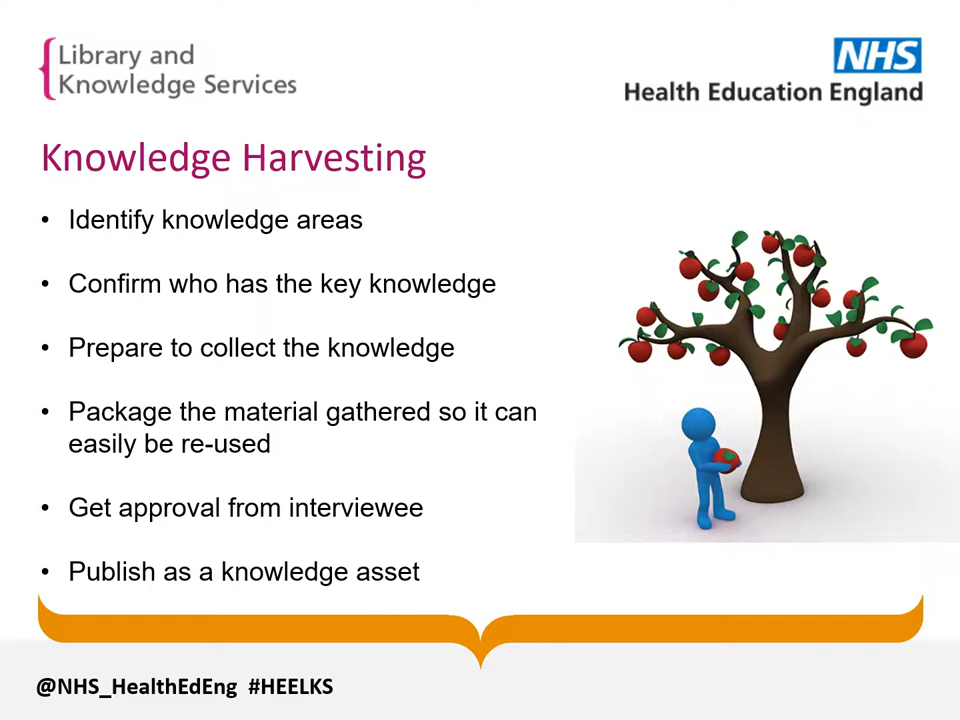 Library and
Knowledge Services
NHS
Health Education England
Knowledge Harvesting
• Identify knowledge areas
• Confirm who has the key knowledge
• Prepare to collect the knowledge
• Package the material gathered so it can
easily be re-used
• Get approval from interviewee
• Publish as a knowledge asset
@NHS_HealthEdEng #HEELKS